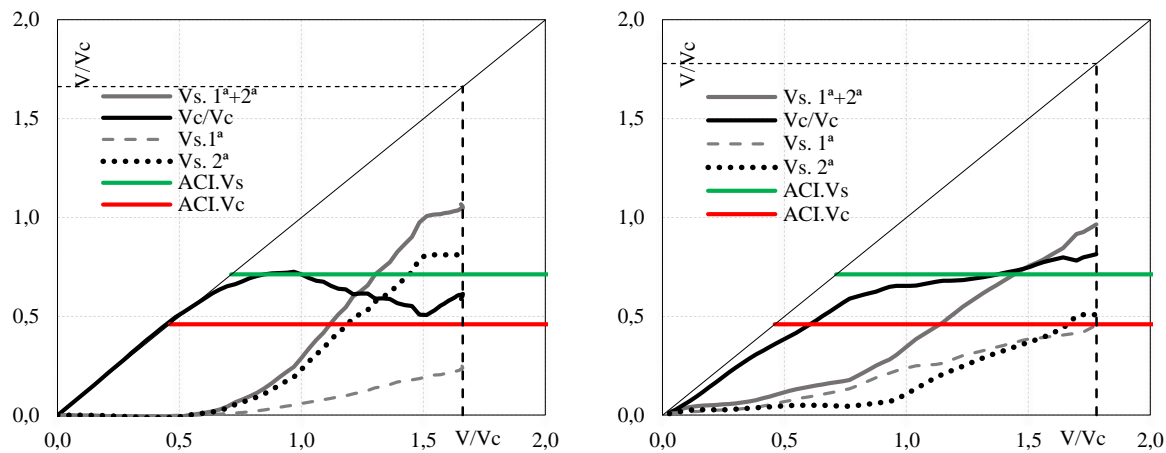 2,0
V/Vc
Vs. 1ª+2ª
Vc/Vc
Vs.1ª
Vs. 2ª
ACI.Vs
ACI.Vc
1,5
1,0
0,5
0,0
0,0 0,5 1,0 1,5 V/Vc 2,0
2,0
V/Vc
Vs. 1ª+2ª
Vc/Vc
Vs. 1ª
Vs. 2ª
ACI.Vs
ACI.Vc
1,5
1,0
0,5
0,0
0,0 0,5 1,0 1,5 V/Vc 2,0